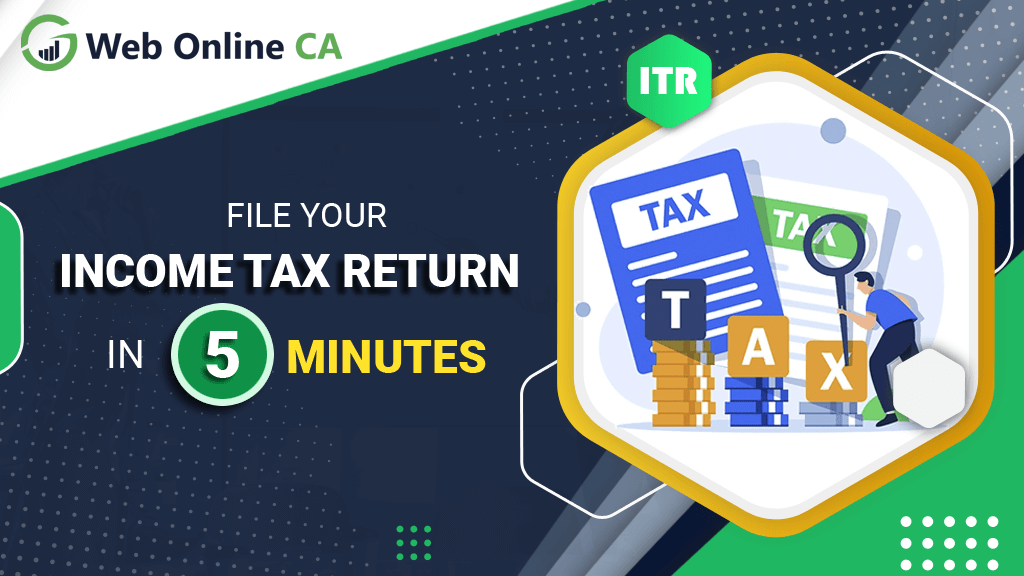 Web Online CA
ITR
FILE YOUR
INCOME TAX RETURN
IN 5 MINUTES
TAX
TAX
T
A
X